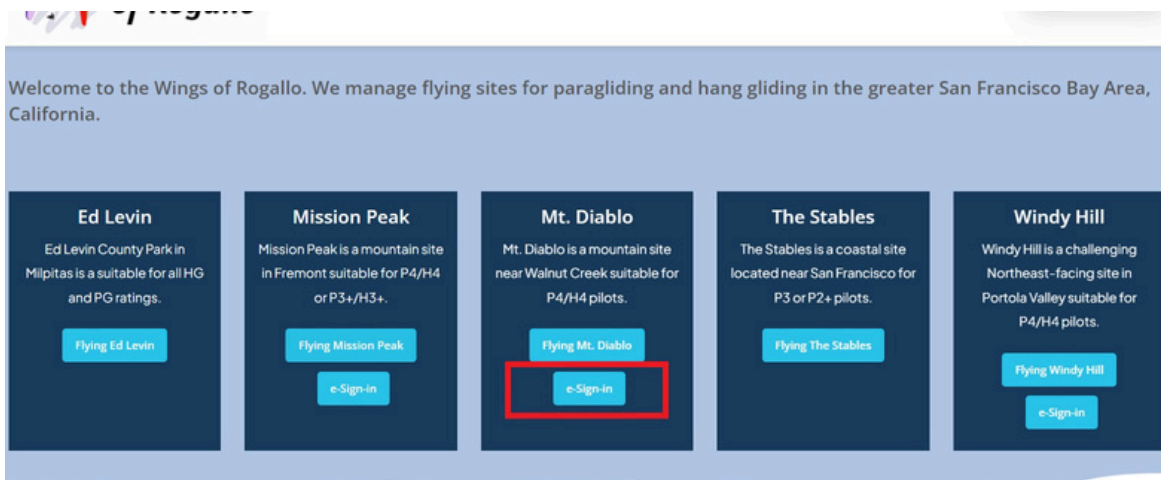 Welcome to the Wings of Rogallo. We manage flying sites for paragliding and hang gliding in the greater San Francisco Bay Area,
California.
Ed Levin
Ed Levin County Park in
Milpitas is a suitable for all HG
and PG ratings.
Flying Ed Levin
Mission Peak
Mission Peak is a mountain site
in Fremont suitable for P4/H4
or P3+/H3+.
Flying Mission Peak
e-Sign-in
Mt. Diablo
Mt. Diablo is a mountain site
near Walnut Creek suitable for
P4/H4 pilots.
Flying Mt. Diablo
e-Sign-in
The Stables
The Stables is a coastal site
located near San Francisco for
P3 or P2+ pilots.
Flying The Stables
Windy Hill
Windy Hill is a challenging
Northeast-facing site in
Portola Valley suitable for
P4/H4 pilots.
Flying Windy Hill
e-Sign-in